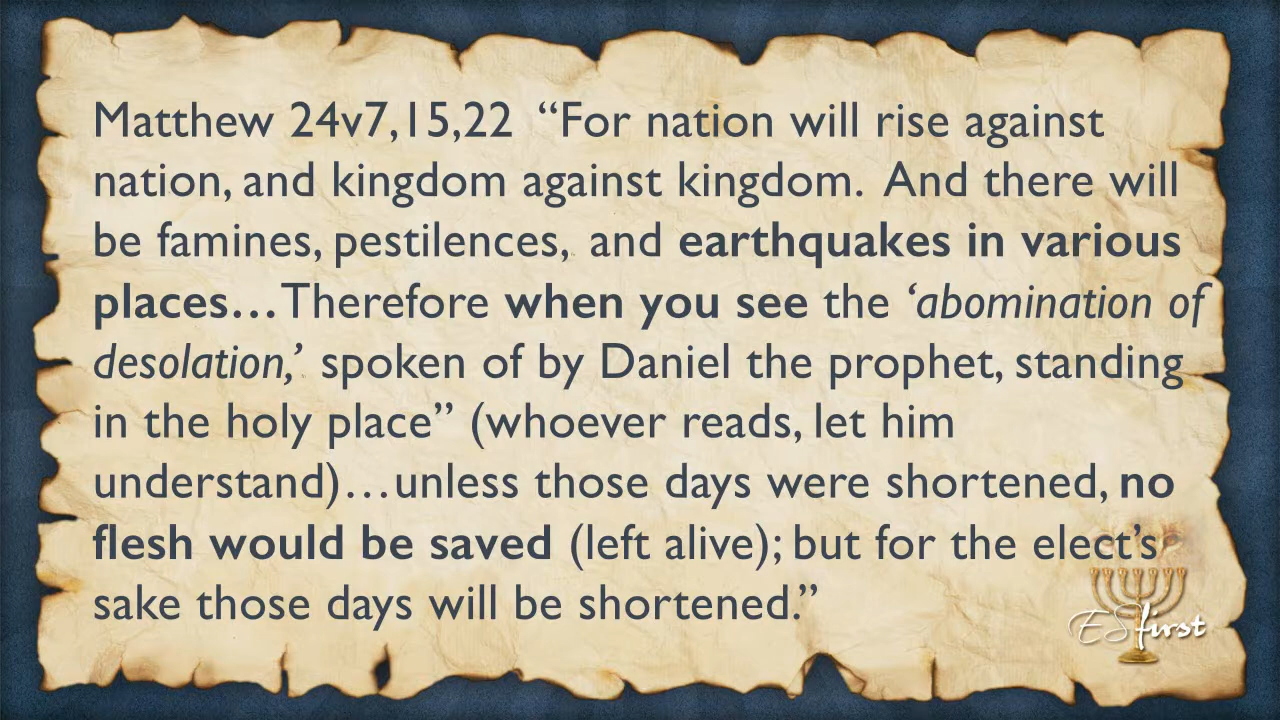 Matthew 24v7,15,22 “For nation will rise against
nation, and kingdom against kingdom. And there will
be famines, pestilences, and earthquakes in various
places…Therefore when you see the ‘abomination of
desolation,’ spoken of by Daniel the prophet, standing
in the holy place” (whoever reads, let him
understand)…unless those days were shortened, no
flesh would be saved (left alive); but for the elect’s
sake those days will be shortened.”
ESfirst